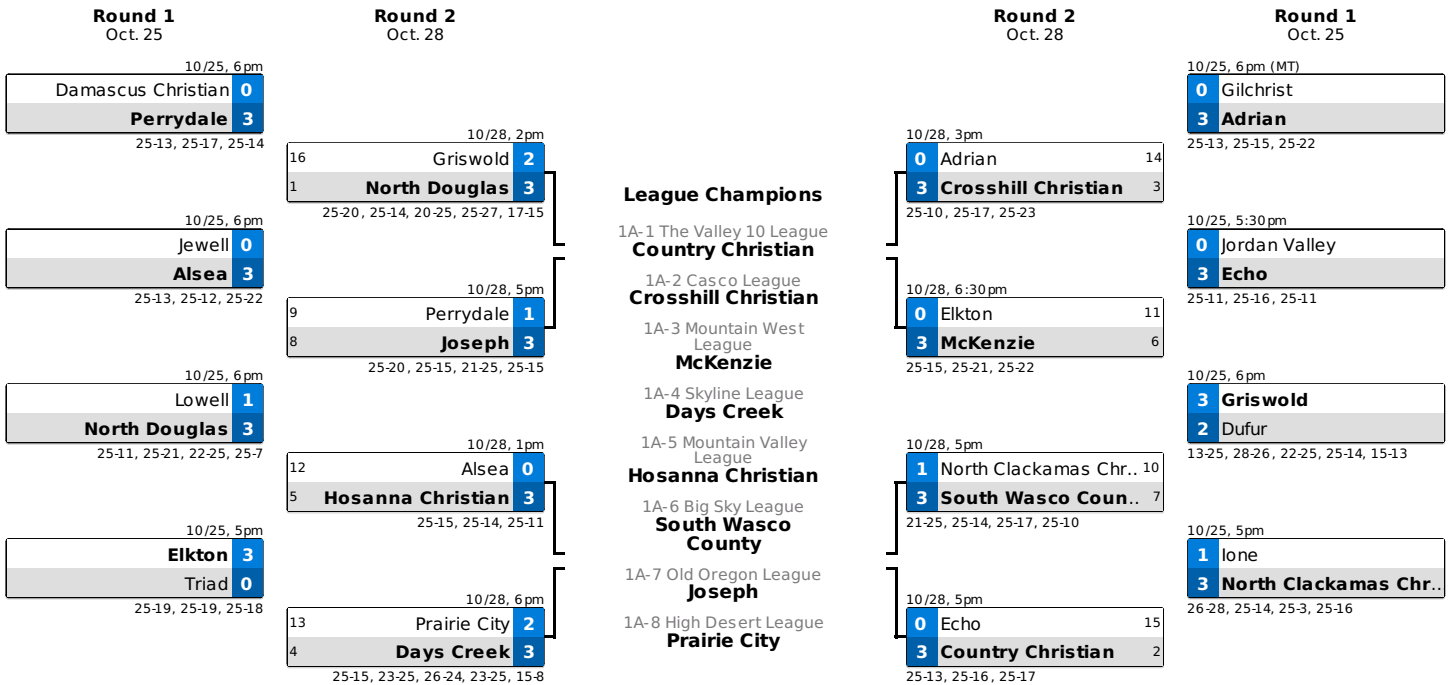 Round 1
Oct. 25
10/25, 6pm
Damascus Christian 0
Perrydale 3
25-13, 25-17, 25-14
10/25, 6pm
Jewell 0
Alsea 3
25-13, 25-12, 25-22
10/25, 6pm
Lowell 1
North Douglas 3
25-11, 25-21, 22-25, 25-7
10/25, 5pm
Elkton 3
Triad 0
25-19, 25-19, 25-18
Round 2
Oct. 28
10/28, 2pm
16 Griswold 2
1 North Douglas 3
25-20, 25-14, 20-25, 25-27, 17-15
10/28, 5pm
9 Perrydale 1
8 Joseph 3
25-20, 25-15, 21-25, 25-15
10/28, 1pm
12 Alsea 0
5 Hosanna Christian 3
25-15, 25-14, 25-11
10/28, 6pm
13 Prairie City 2
4 Days Creek 3
25-15, 23-25, 26-24, 23-25, 15-8
League Champions
1A-1 The Valley 10 League
Country Christian
1A-2 Casco League
Crosshill Christian
1A-3 Mountain West
League
McKenzie
1A-4 Skyline League
Days Creek
1A-5 Mountain Valley
League
Hosanna Christian
1A-6 Big Sky League
South Wasco
County
1A-7 Old Oregon League
Joseph
1A-8 High Desert League
Prairie City
Round 2
Oct. 28
10/28, 3pm
0 Adrian 14
3 Crosshill Christian 3
25-10, 25-17, 25-23
10/28, 6:30pm
0 Elkton 11
3 McKenzie 6
25-15, 25-21, 25-22
10/28, 5pm
1 North Clackamas Chr.. 10
3 South Wasco Coun.. 7
21-25, 25-14, 25-17, 25-10
10/28, 5pm
0 Echo 15
3 Country Christian 2
25-13, 25-16, 25-17
Round 1
Oct. 25
10/25, 6pm (MT)
0 Gilchrist
3 Adrian
25-13, 25-15, 25-22
10/25, 5:30pm
0 Jordan Valley
3 Echo
25-11, 25-16, 25-11
10/25, 6pm
3 Griswold
2 Dufur
13-25, 28-26, 22-25, 25-14, 15-13
10/25, 5pm
1 Ione
3 North Clackamas Chr..
26-28, 25-14, 25-3, 25-16